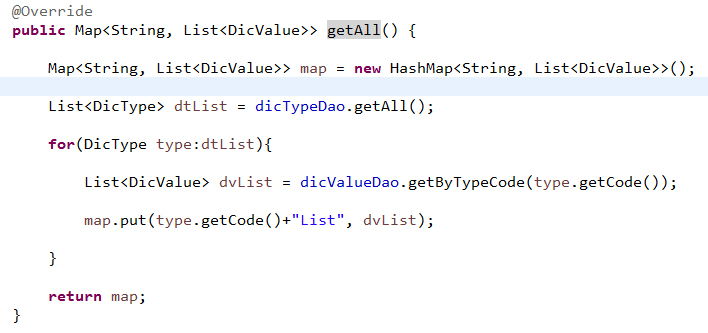 @Override
public Map<String, List<DicValue>> getAll() {
Map<String, List<DicValue>> map = new HashMap<String, List<DicValue>>();
List<DicType> dtList = dicTypeDao.getAll();
for(DicType type:dtList){
List<DicValue> dvList = dicValueDao.getByTypeCode(type.getCode());
map.put(type.getCode()+"List", dvList);
}
return map;
}